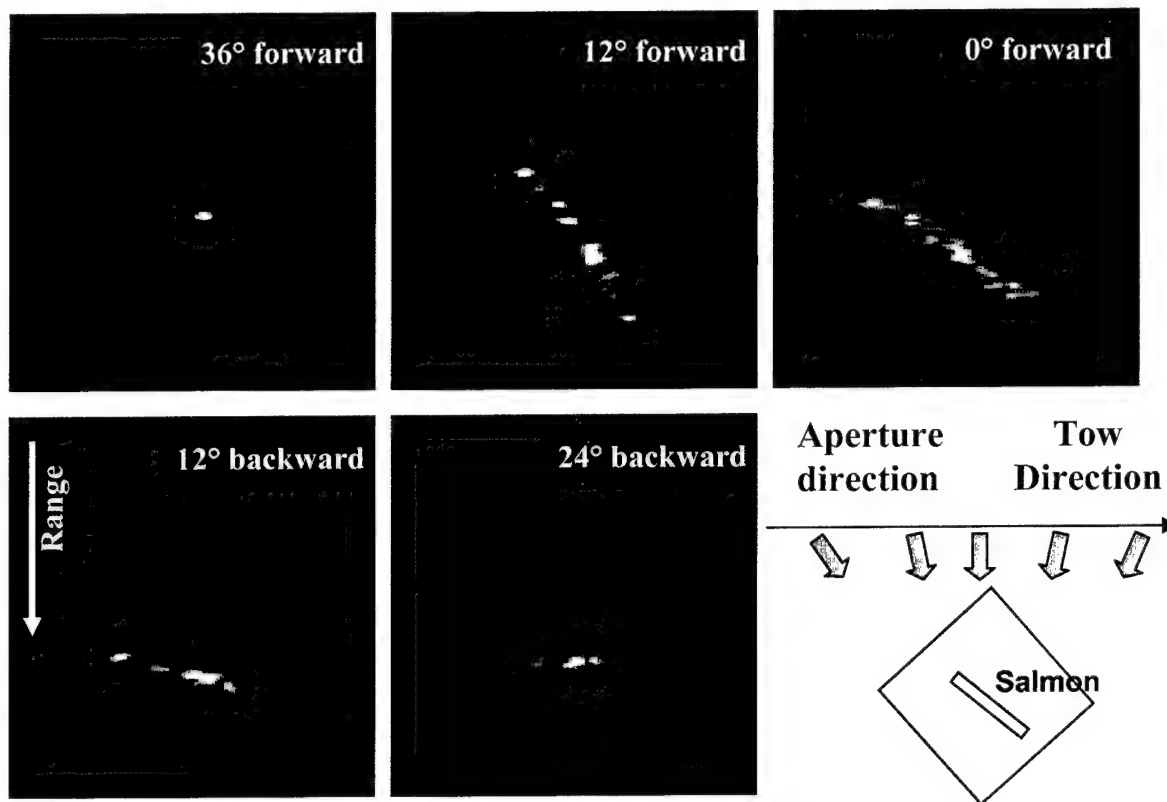 36° forward
12° forward
0° forward
12° backward
24° backward
Range
Aperture
direction
Tow
Direction
Salmon